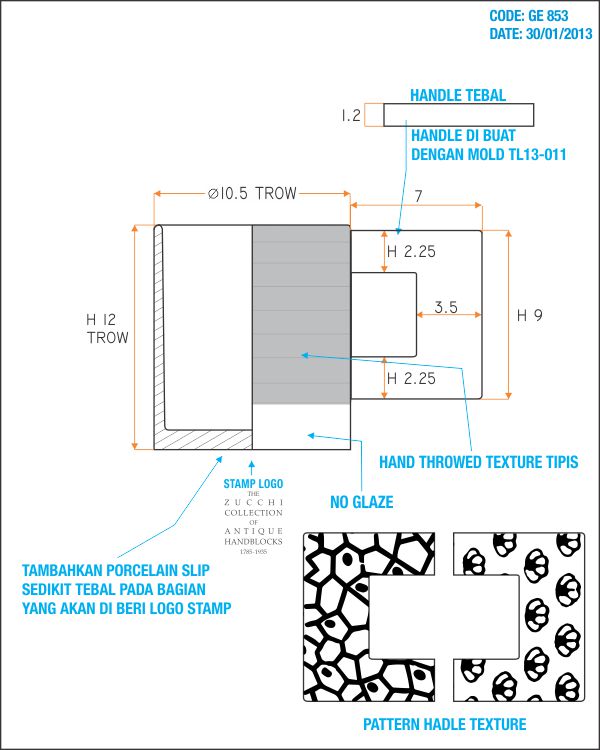 CODE: GE 853
DATE: 30/01/2013
HANDLE TEBAL
1.2
HANDLE DI BUAT
DENGAN MOLD TL13-011
Ø10.5 TROW
7
H 2.25
3.5
H 12
TROW
H 9
H 2.25
HAND THROWED TEXTURE TIPIS
STAMP LOGO
THE
ZUCCHI
COLLECTION
OF
ANTIQUE
HANDBLOCKS
1785-1935
NO GLAZE
TAMBAHKAN PORCELAIN SLIP
SEDIKIT TEBAL PADA BAGIAN
YANG AKAN DI BERI LOGO STAMP
PATTERN HADLE TEXTURE